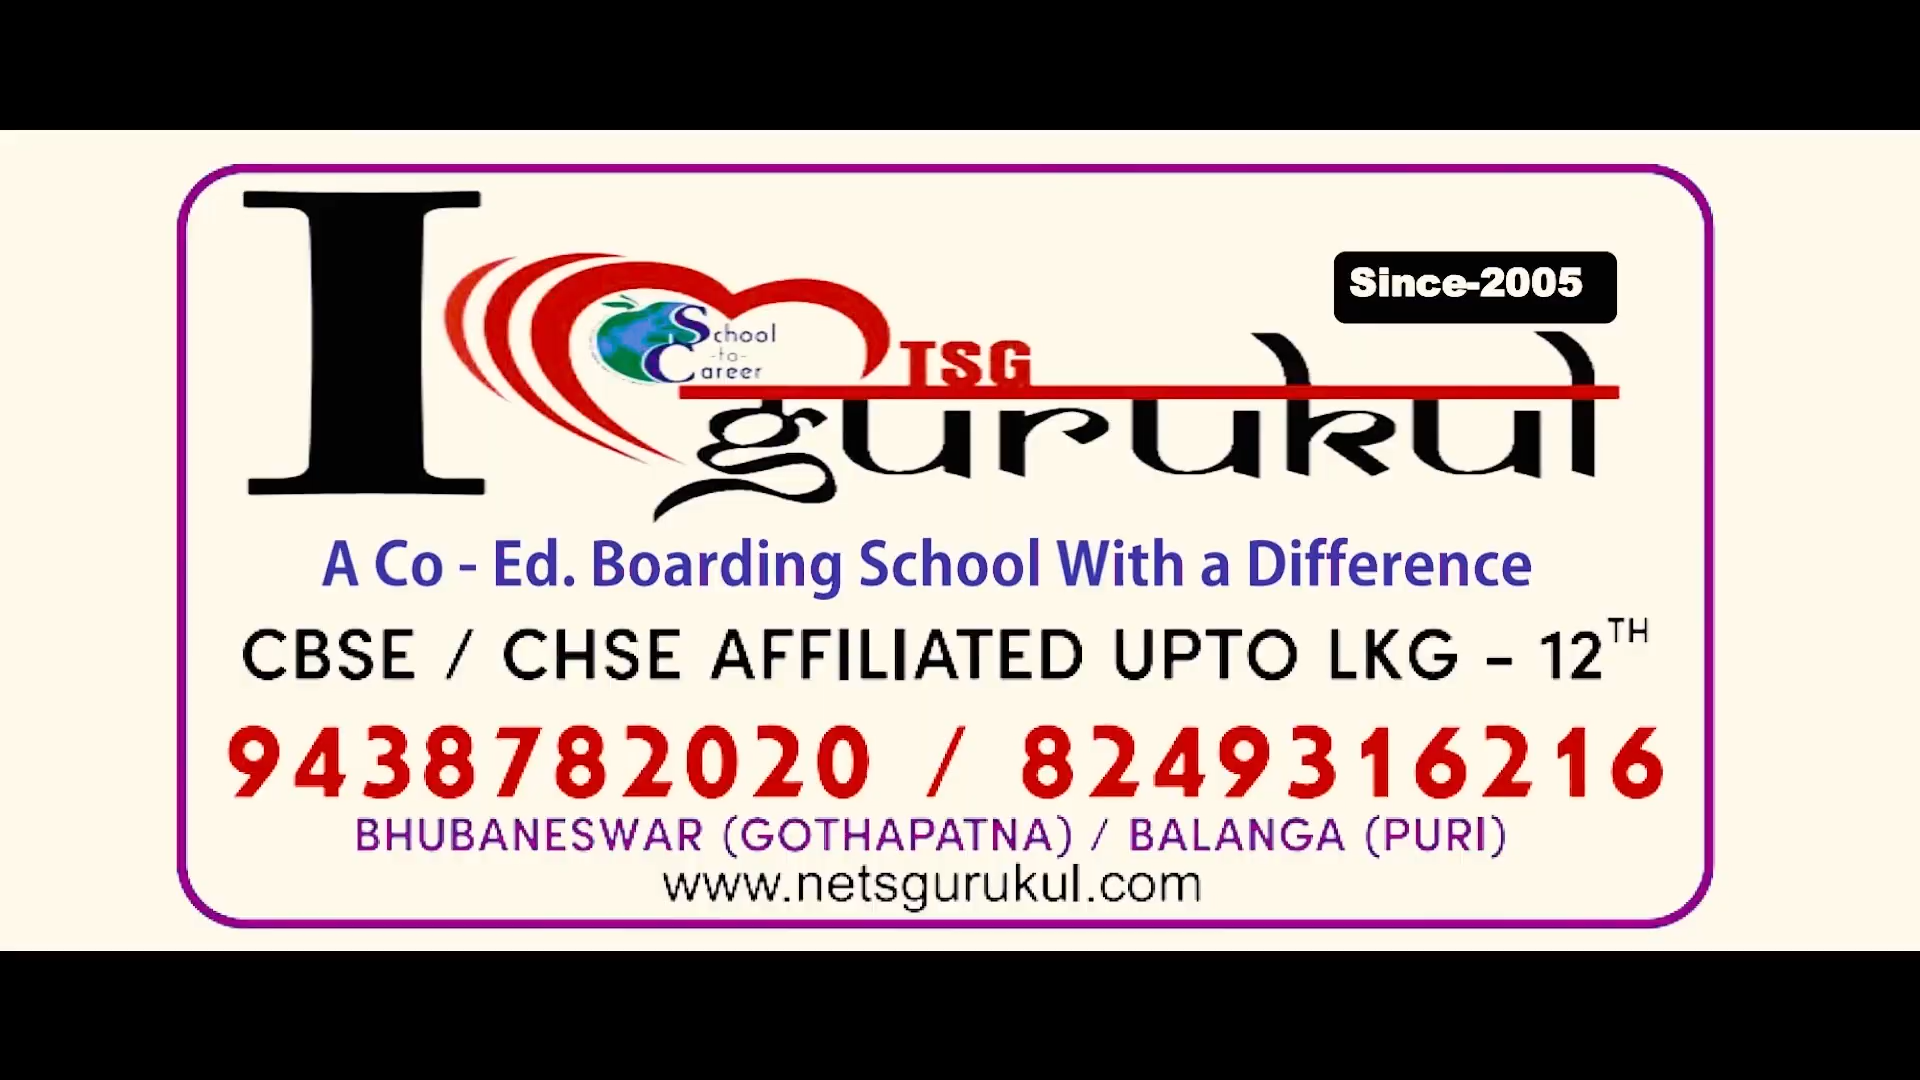 I
Since-2005
School
-to-
Career
TSG
gurukul
A Co - Ed. Boarding School With a Difference
CBSE / CHSE AFFILIATED UPTO LKG - 12TH
9438782020 / 8249316216
BHUBANESWAR (GOTHAPATNA) / BALANGA (PURI)
www.netsgurukul.com